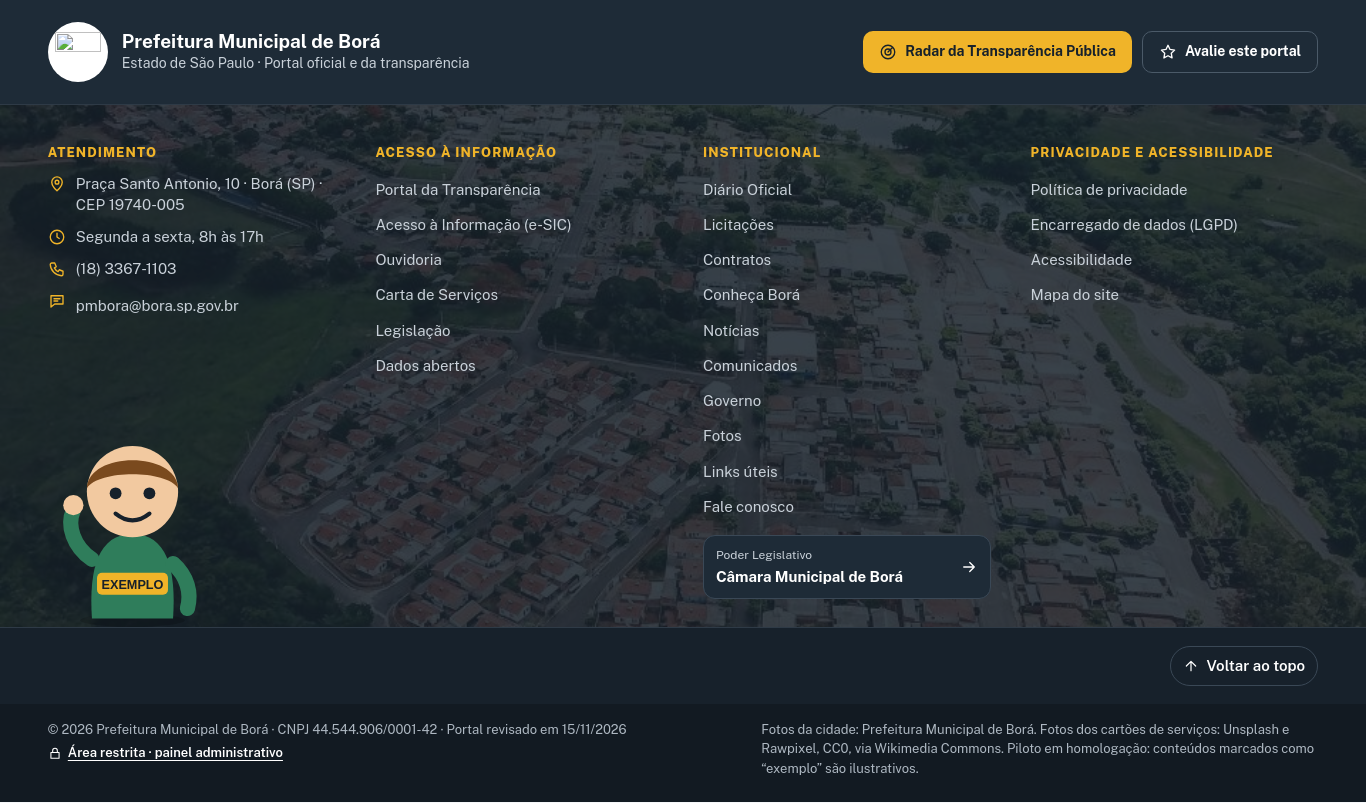 Prefeitura Municipal de Borá
Estado de São Paulo · Portal oficial e da transparência
Radar da Transparência Pública
Avalie este portal
ATENDIMENTO
Praça Santo Antonio, 10 · Borá (SP) ·
CEP 19740-005
Segunda a sexta, 8h às 17h
(18) 3367-1103
pmbora@bora.sp.gov.br
EXEMPLO
ACESSO À INFORMAÇÃO
Portal da Transparência
Acesso à Informação (e-SIC)
Ouvidoria
Carta de Serviços
Legislação
Dados abertos
INSTITUCIONAL
Diário Oficial
Licitações
Contratos
Conheça Borá
Notícias
Comunicados
Governo
Fotos
Links úteis
Fale conosco
Poder Legislativo
Câmara Municipal de Borá
PRIVACIDADE E ACESSIBILIDADE
Política de privacidade
Encarregado de dados (LGPD)
Acessibilidade
Mapa do site
Voltar ao topo
© 2026 Prefeitura Municipal de Borá · CNPJ 44.544.906/0001-42 · Portal revisado em 15/11/2026
Área restrita · painel administrativo
Fotos da cidade: Prefeitura Municipal de Borá. Fotos dos cartões de serviços: Unsplash e
Rawpixel, CC0, via Wikimedia Commons. Piloto em homologação: conteúdos marcados como
“exemplo” são ilustrativos.